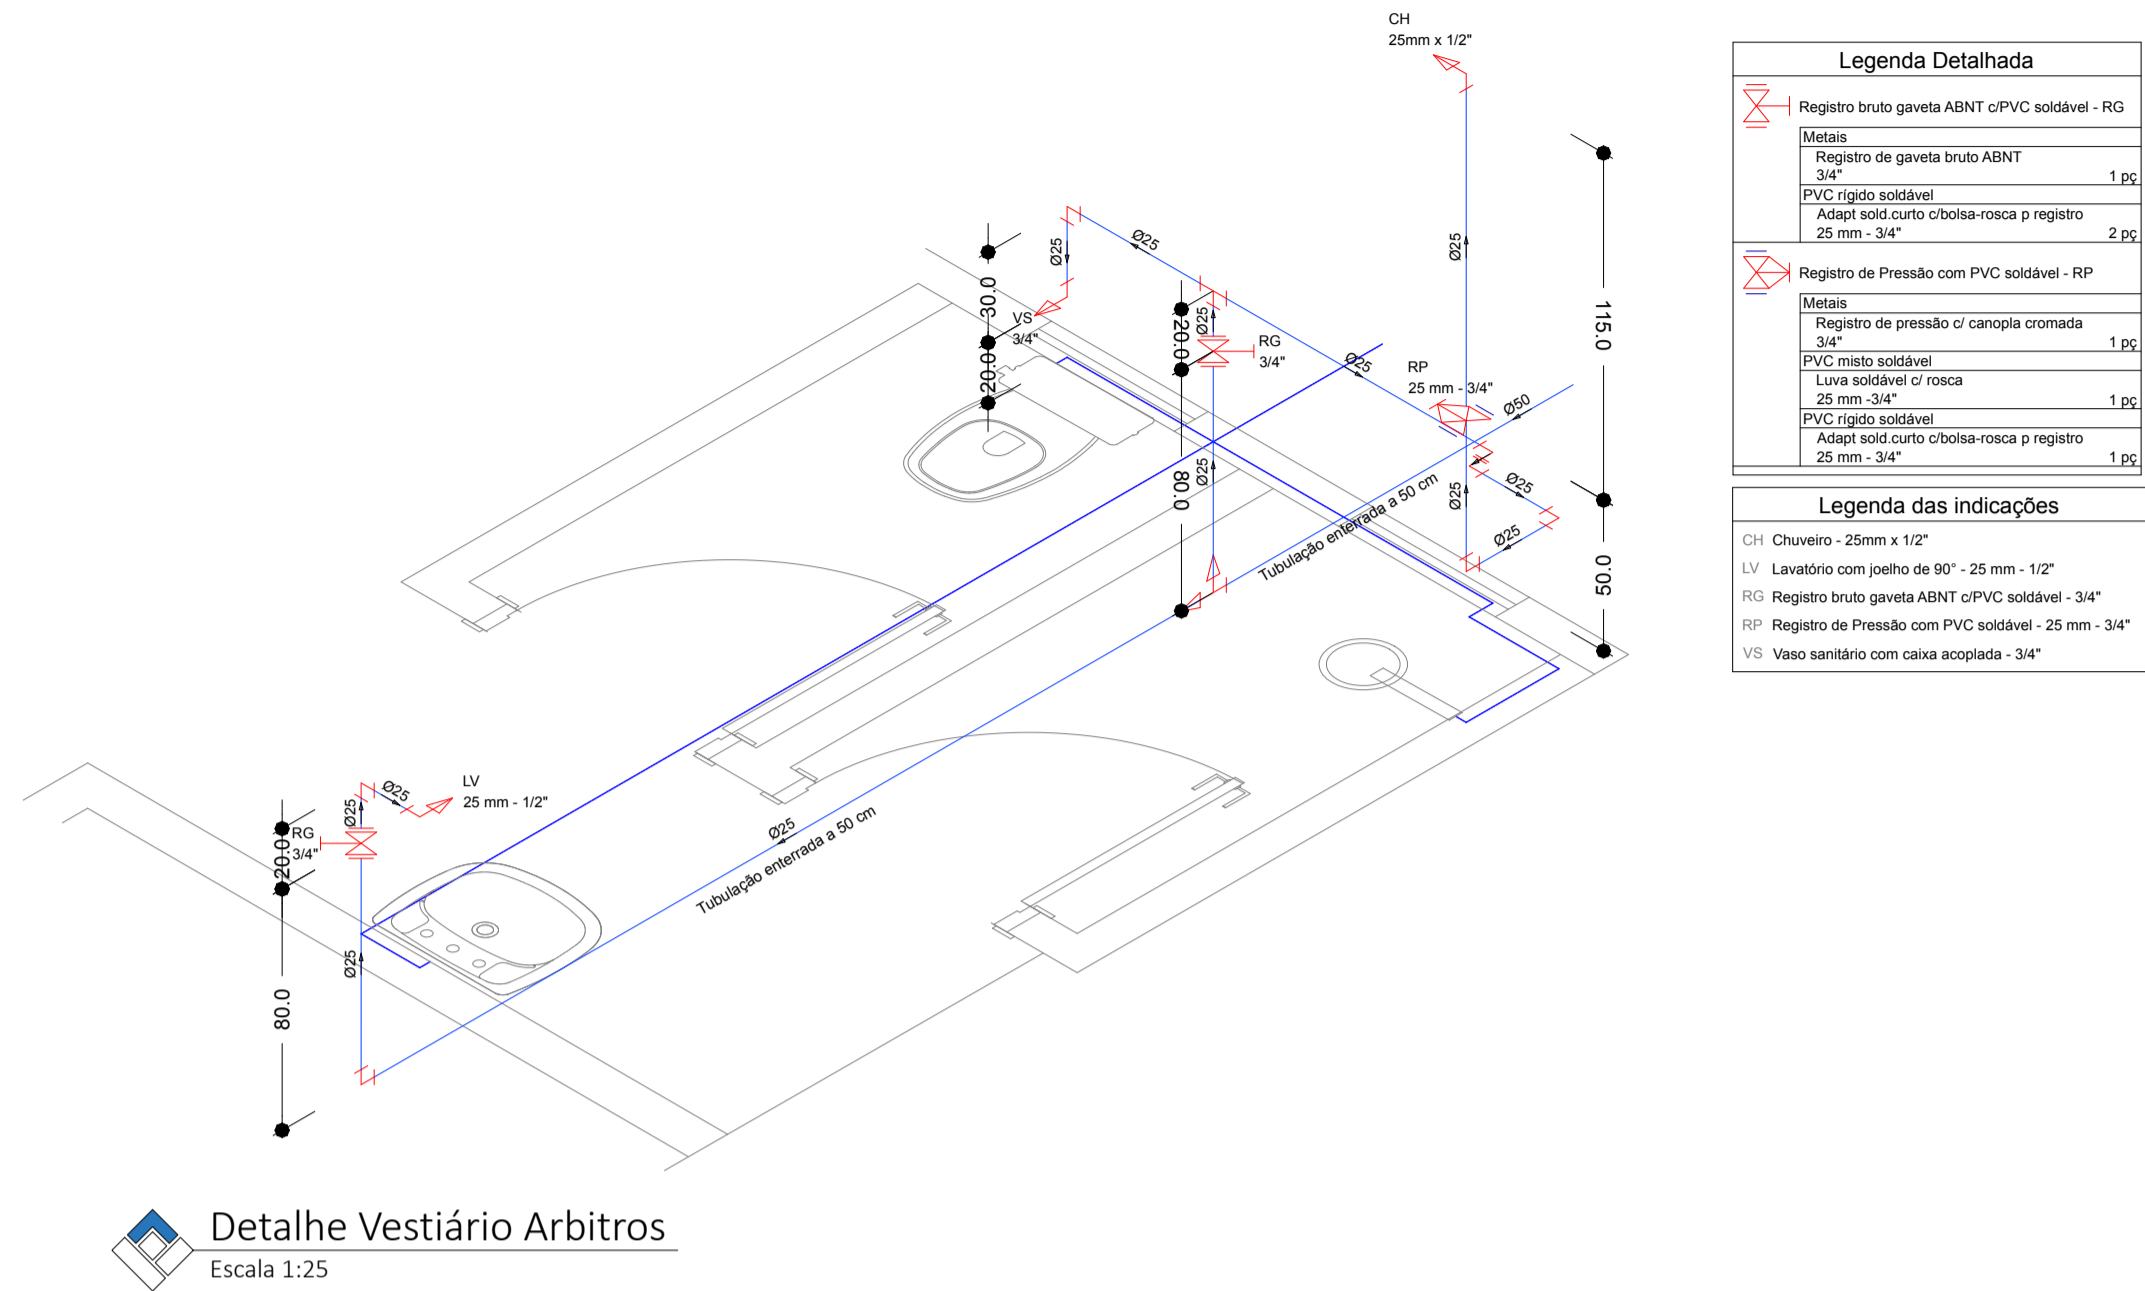 CH
25mm x 1/2"
Ø25
Ø25
Ø25
30.0
VS
3/4"
20.0
20.0
Ø25
RG
3/4"
Ø25
RP
25 mm - 3/4"
Ø50
115.0
80.0
Ø25
Ø25
Ø25
Ø25
50.0
Tubulação enterrada a 50 cm
LV
25 mm - 1/2"
Ø25
Ø25
RG
3/4"
20.0
Ø25
80.0
Ø25
Tubulação enterrada a 50 cm
Detalhe Vestiário Arbitros
Escala 1:25
Legenda Detalhada
Registro bruto gaveta ABNT c/PVC soldável - RG
Metais
Registro de gaveta bruto ABNT
3/4" 1 pç
PVC rígido soldável
Adapt sold.curto c/bolsa-rosca p registro
25 mm - 3/4" 2 pç
Registro de Pressão com PVC soldável - RP
Metais
Registro de pressão c/ canopla cromada
3/4" 1 pç
PVC misto soldável
Luva soldável c/ rosca
25 mm -3/4" 1 pç
PVC rígido soldável
Adapt sold.curto c/bolsa-rosca p registro
25 mm - 3/4" 1 pç
Legenda das indicações
CH Chuveiro - 25mm x 1/2"
LV Lavatório com joelho de 90° - 25 mm - 1/2"
RG Registro bruto gaveta ABNT c/PVC soldável - 3/4"
RP Registro de Pressão com PVC soldável - 25 mm - 3/4"
VS Vaso sanitário com caixa acoplada - 3/4"